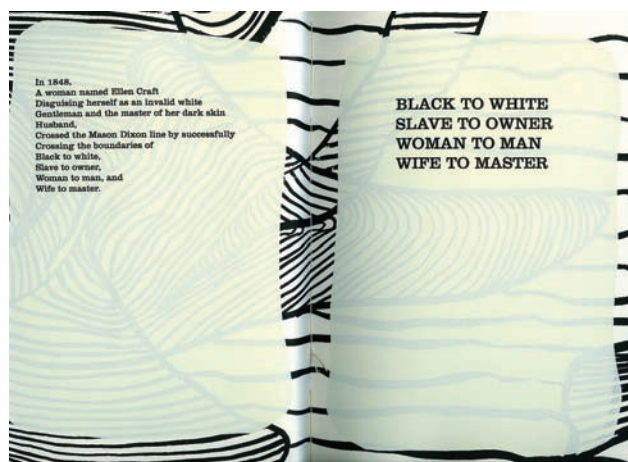 In 1848,
A woman named Ellen Craft
Disguising herself as an invalid white
Gentleman and the master of her dark skin
Husband,
Crossed the Mason Dixon line by successfully
Crossing the boundaries of
Black to white,
Slave to owner,
Woman to man, and
Wife to master.
BLACK TO WHITE
SLAVE TO OWNER
WOMAN TO MAN
WIFE TO MASTER